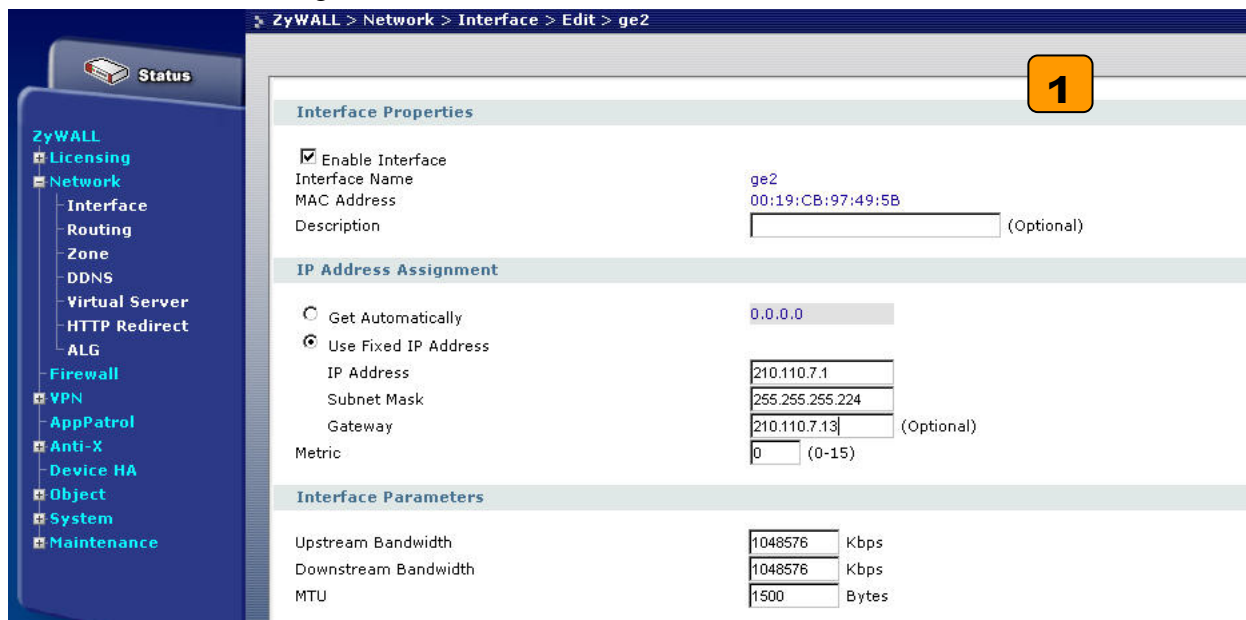 ZyWALL > Network > Interface > Edit > ge2
Status
1
ZyWALL
Licensing
Network
Interface
Routing
Zone
DDNS
Virtual Server
HTTP Redirect
ALG
Firewall
VPN
AppPatrol
Anti-X
Device HA
Object
System
Maintenance
Interface Properties
Enable Interface
Interface Name ge2
MAC Address 00:19:CB:97:49:5B
Description (Optional)
IP Address Assignment
Get Automatically 0.0.0.0
Use Fixed IP Address
IP Address 210.110.7.1
Subnet Mask 255.255.255.224
Gateway 210.110.7.13 (Optional)
Metric 0 (0-15)
Interface Parameters
Upstream Bandwidth 1048576 Kbps
Downstream Bandwidth 1048576 Kbps
MTU 1500 Bytes